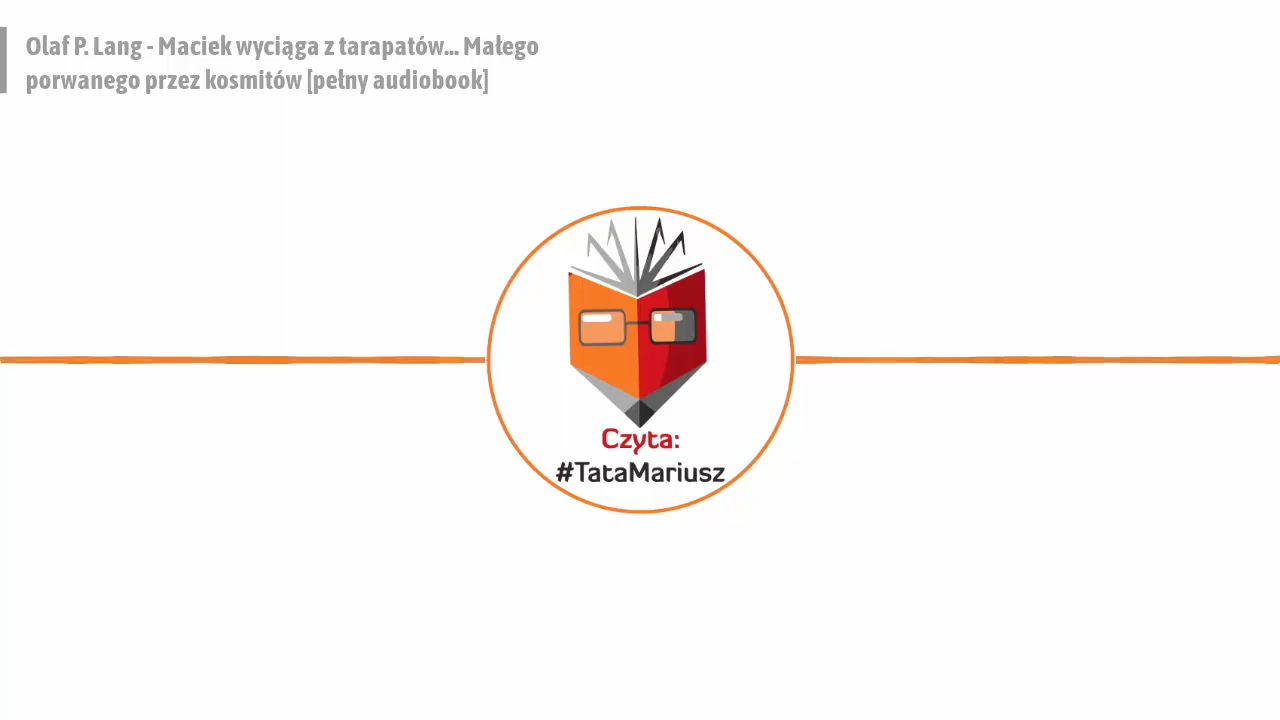 Olaf P. Lang - Maciek wyciąga z tarapatów... Małego
porwanego przez kosmitów [pełny audiobook]
Czyta:
#TataMariusz